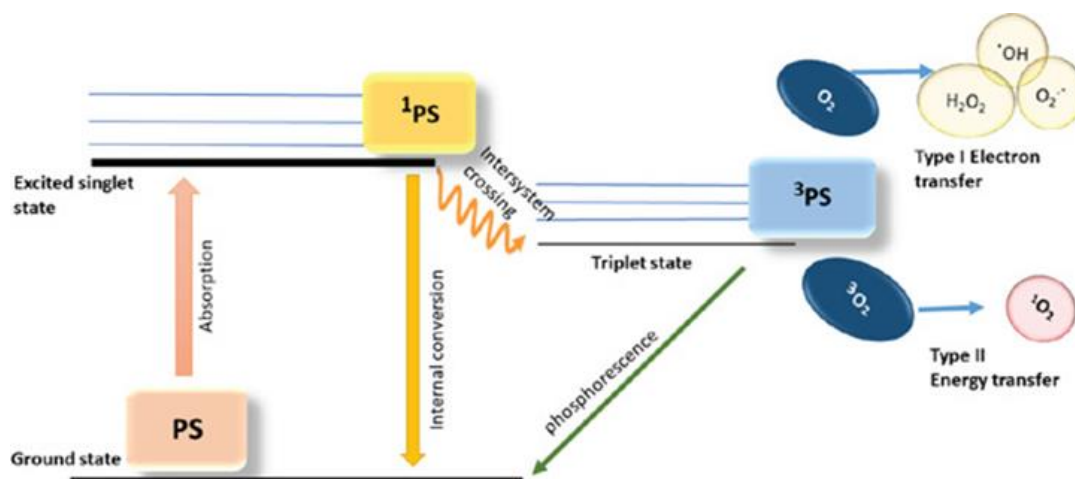 ¹PS
Excited singlet
state
Absorption
PS
Ground state
Internal conversion
Intersystem
crossing
Triplet state
³PS
phosphorescence
O₂
•OH
H₂O₂
O₂•⁻
Type I Electron
transfer
³O₂
¹O₂
Type II
Energy transfer